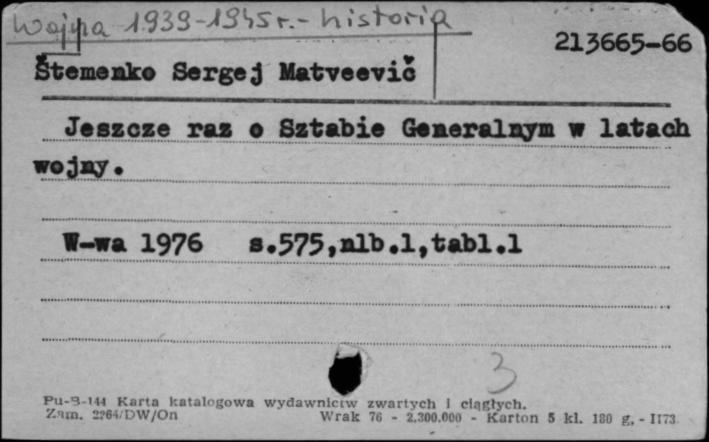 Wojna 1939-1945 r. - historia
213665-66
Štemenko Sergej Matveevič
Jeszcze raz o Sztabie Generalnym w latach
wojny.
W-wa 1976 s.575,nlb.1,tabl.1
3
Pu-B-144 Karta katalogowa wydawnictw zwartych i ciągłych.
Zam. 2264/DW/On Wrak 76 - 2,300.000 - Karton 5 kl. 180 g. - II73